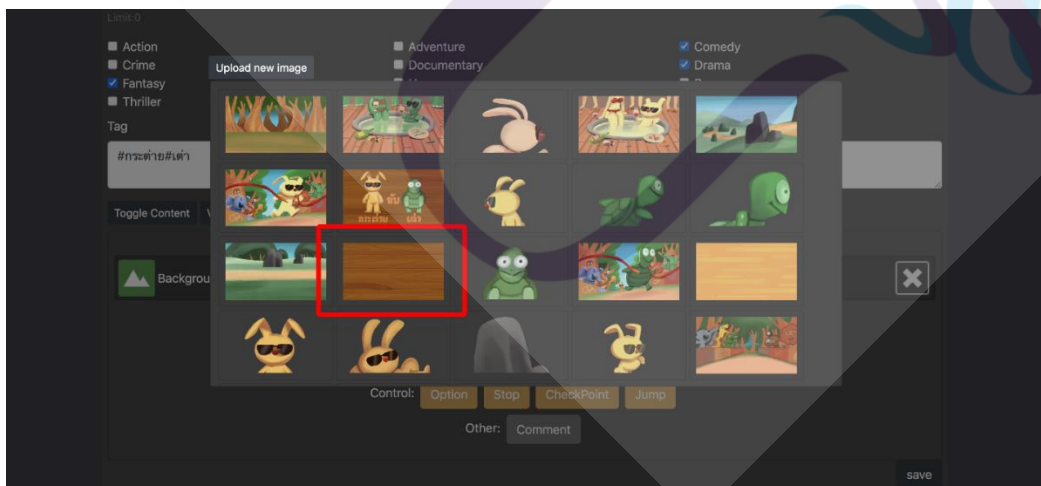 Limit:0
Action Adventure Comedy
Crime Documentary Drama
Fantasy
Thriller
Upload new image
Tag
#กระต่าย#เต่า
กระต่าย กับ เต่า
Toggle Content
Backgrou
Control: Option Stop CheckPoint Jump
Other: Comment
save